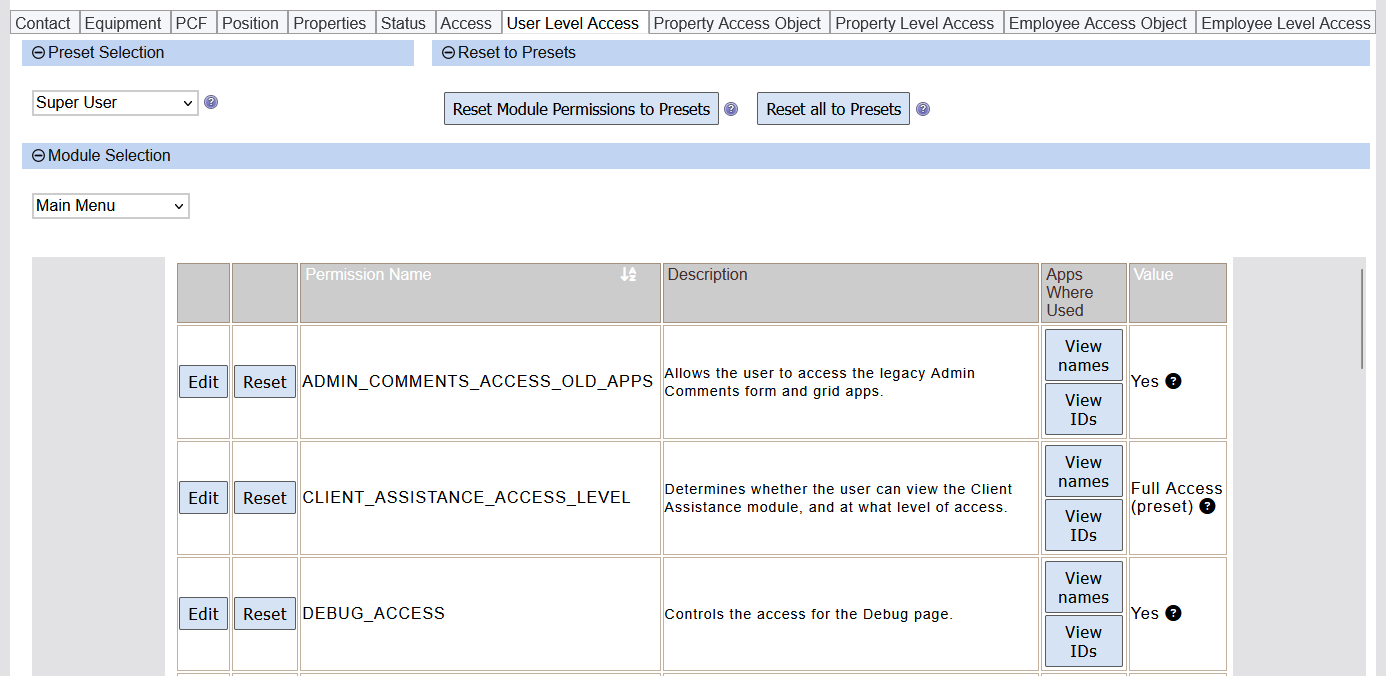 Contact Equipment PCF Position Properties Status Access User Level Access Property Access Object Property Level Access Employee Access Object Employee Level Access
Preset Selection
Reset to Presets
Super User
?
Reset Module Permissions to Presets
?
Reset all to Presets
?
Module Selection
Main Menu
Permission Name
Description
Apps
Where
Used
Value
Edit
Reset
ADMIN_COMMENTS_ACCESS_OLD_APPS
Allows the user to access the legacy Admin
Comments form and grid apps.
View
names
View
IDs
Yes ?
Edit
Reset
CLIENT_ASSISTANCE_ACCESS_LEVEL
Determines whether the user can view the Client
Assistance module, and at what level of access.
View
names
View
IDs
Full Access
(preset) ?
Edit
Reset
DEBUG_ACCESS
Controls the access for the Debug page.
View
names
View
IDs
Yes ?